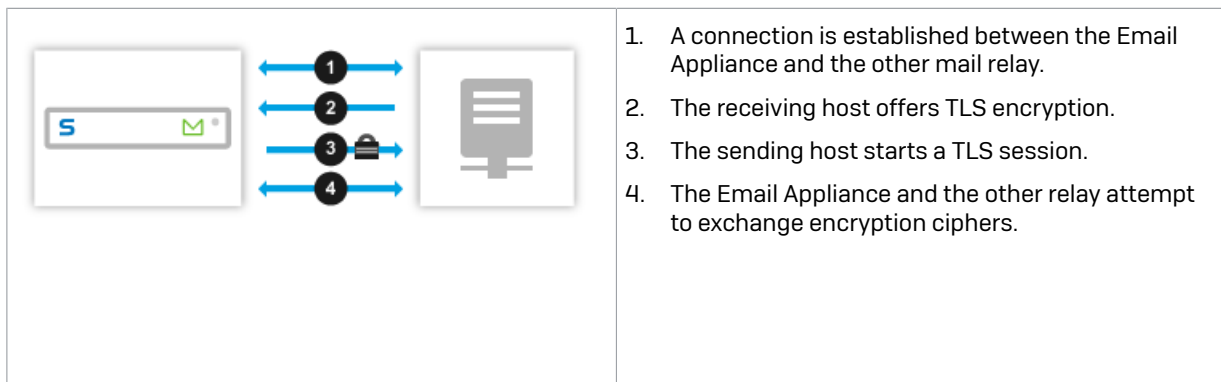 S
1
2
3
4
1. A connection is established between the Email
Appliance and the other mail relay.
2. The receiving host offers TLS encryption.
3. The sending host starts a TLS session.
4. The Email Appliance and the other relay attempt
to exchange encryption ciphers.